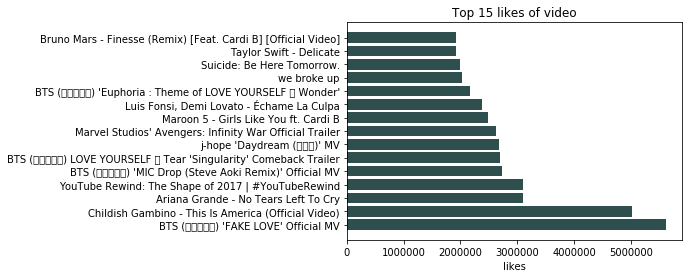 Top 15 likes of video
Bruno Mars - Finesse (Remix) [Feat. Cardi B] [Official Video]
Taylor Swift - Delicate
Suicide: Be Here Tomorrow.
we broke up
BTS (□□□□□) 'Euphoria : Theme of LOVE YOURSELF □ Wonder'
Luis Fonsi, Demi Lovato - Échame La Culpa
Maroon 5 - Girls Like You ft. Cardi B
Marvel Studios' Avengers: Infinity War Official Trailer
j-hope 'Daydream (□□□)' MV
BTS (□□□□□) LOVE YOURSELF □ Tear 'Singularity' Comeback Trailer
BTS (□□□□□) 'MIC Drop (Steve Aoki Remix)' Official MV
YouTube Rewind: The Shape of 2017 | #YouTubeRewind
Ariana Grande - No Tears Left To Cry
Childish Gambino - This Is America (Official Video)
BTS (□□□□□) 'FAKE LOVE' Official MV
0 1000000 2000000 3000000 4000000 5000000
likes